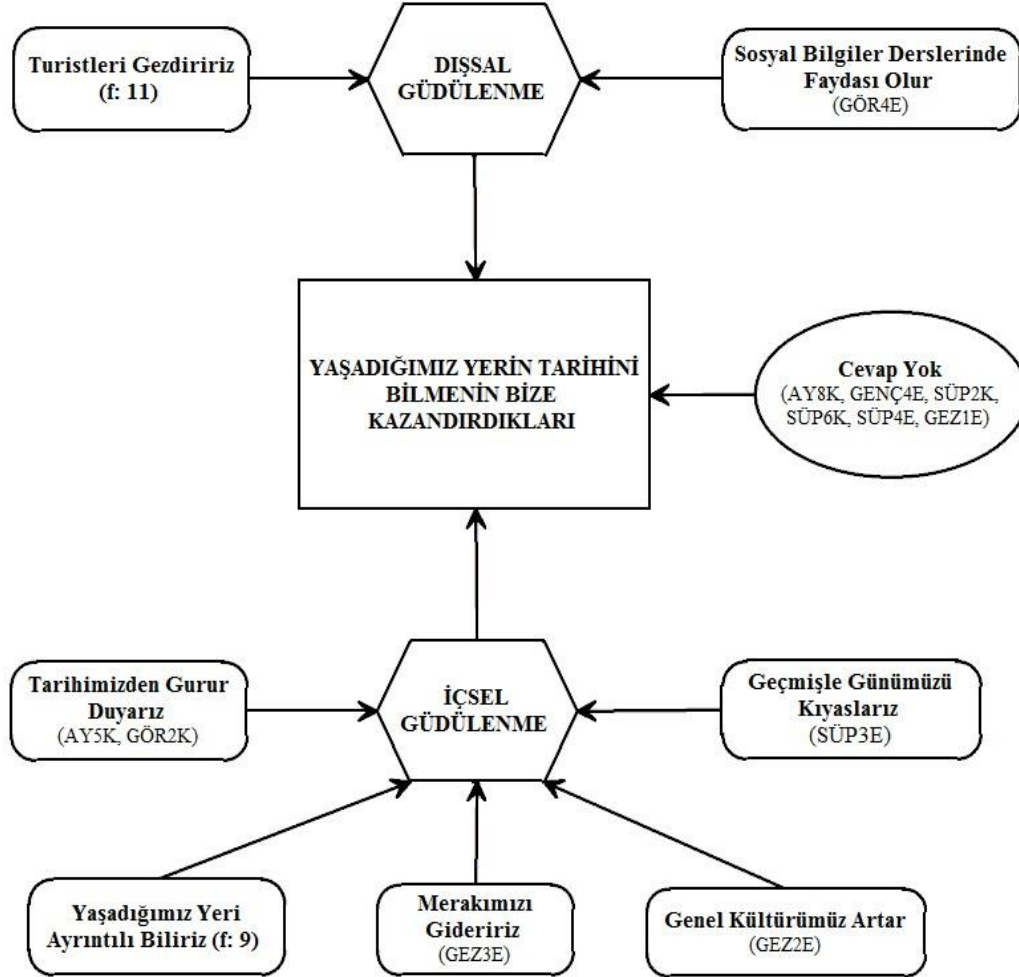 Turistleri Gezdiririz
(f: 11)
DIŞSAL
GÜDÜLENME
Sosyal Bilgiler Derslerinde
Faydası Olur
(GÖR4E)
YAŞADIĞIMIZ YERİN TARİHİNİ
BİLMENİN BİZE
KAZANDIRDIKLARI
Cevap Yok
(AY8K, GENÇ4E, SÜP2K,
SÜP6K, SÜP4E, GEZ1E)
Tarihimizden Gurur
Duyarız
(AY5K, GÖR2K)
İÇSEL
GÜDÜLENME
Geçmişle Günümüzü
Kıyaslarız
(SÜP3E)
Yaşadığımız Yeri
Ayrıntılı Biliriz (f: 9)
Merakımızı
Gideririz
(GEZ3E)
Genel Kültürümüz Artar
(GEZ2E)